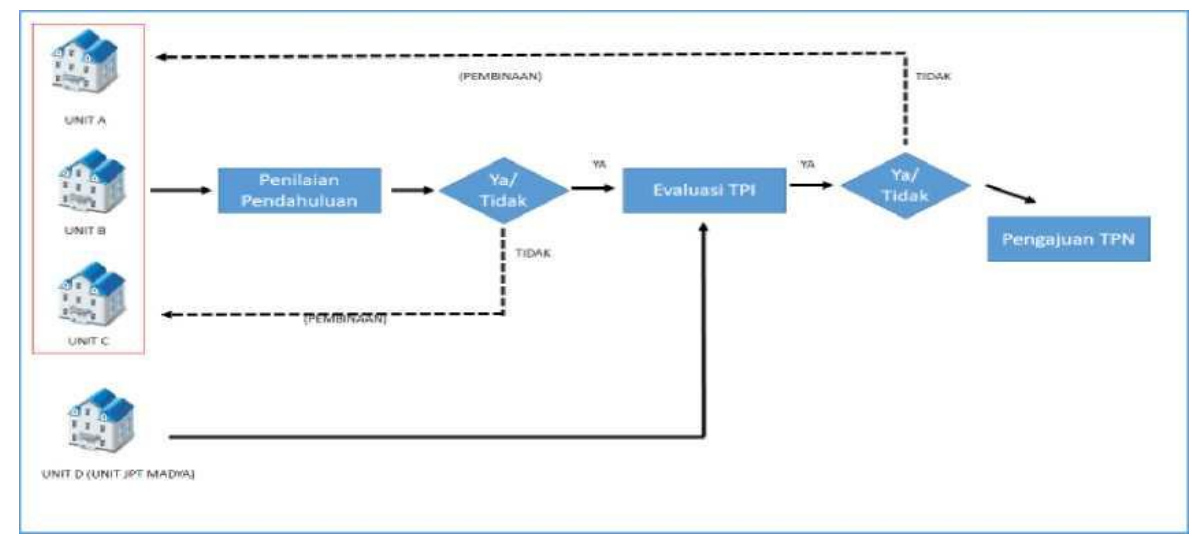 (PEMBINAAN)
TIDAK
UNIT A
Penilaian
Pendahuluan
Ya/
Tidak
YA
Evaluasi TPI
YA
Ya/
Tidak
UNIT B
Pengajuan TPN
TIDAK
(PEMBINAAN)
UNIT C
UNIT D (UNIT JPT MADYA)